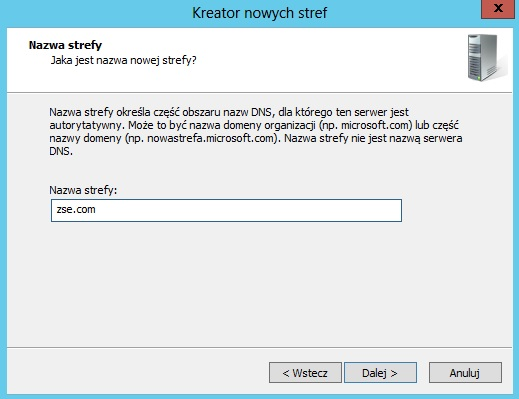 Kreator nowych stref
x
Nazwa strefy
Jaka jest nazwa nowej strefy?
Nazwa strefy określa część obszaru nazw DNS, dla którego ten serwer jest
autorytatywny. Może to być nazwa domeny organizacji (np. microsoft.com) lub część
nazwy domeny (np. nowastrefa.microsoft.com). Nazwa strefy nie jest nazwą serwera
DNS.
Nazwa strefy:
zse.com
< Wstecz Dalej > Anuluj